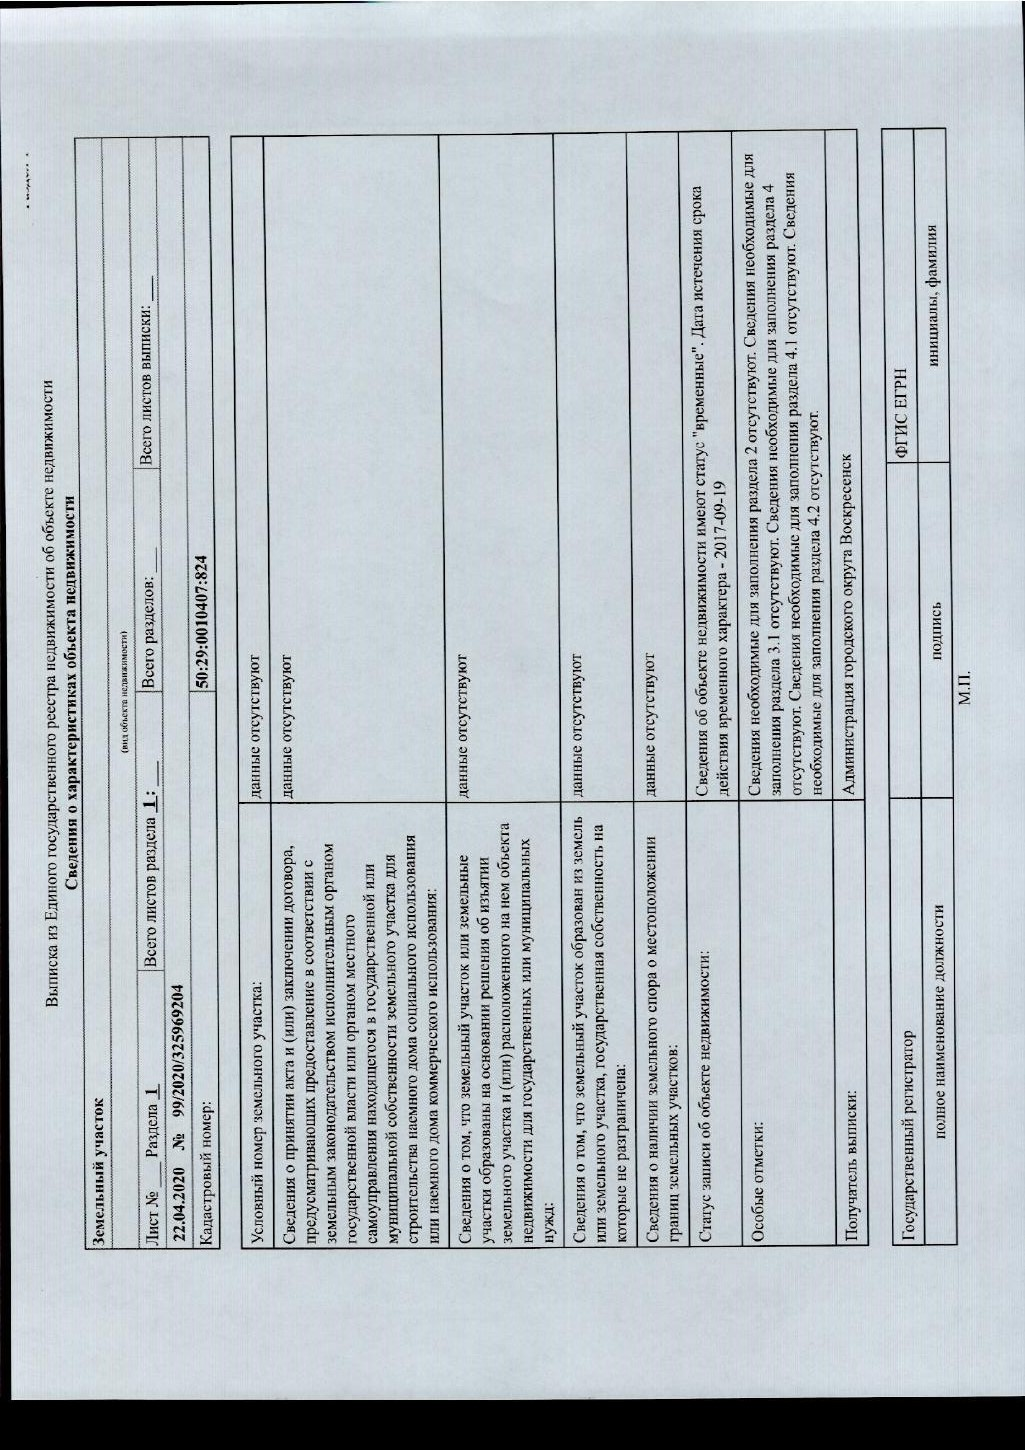 Выписка из Единого государственного реестра недвижимости об объекте недвижимости
Сведения о характеристиках объекта недвижимости
Земельный участок
(вид объекта недвижимости)
Лист № ___ Раздела 1 Всего листов раздела 1: ___ Всего разделов: ___ Всего листов выписки: ___
22.04.2020 № 99/2020/325969204
Кадастровый номер: 50:29:0010407:824
Условный номер земельного участка: данные отсутствуют
Сведения о принятии акта и (или) заключении договора, данные отсутствуют
предусматривающих предоставление в соответствии с
земельным законодательством исполнительным органом
государственной власти или органом местного
самоуправления находящегося в государственной или
муниципальной собственности земельного участка для
строительства наемного дома социального использования
или наемного дома коммерческого использования:
Сведения о том, что земельный участок или земельные данные отсутствуют
участки образованы на основании решения об изъятии
земельного участка и (или) расположенного на нем объекта
недвижимости для государственных или муниципальных
нужд:
Сведения о том, что земельный участок образован из земель данные отсутствуют
или земельного участка, государственная собственность на
которые не разграничена:
Сведения о наличии земельного спора о местоположении данные отсутствуют
границ земельных участков:
Статус записи об объекте недвижимости: Сведения об объекте недвижимости имеют статус "временные". Дата истечения срока
действия временного характера - 2017-09-19
Особые отметки: Сведения необходимые для заполнения раздела 2 отсутствуют. Сведения необходимые для
заполнения раздела 3.1 отсутствуют. Сведения необходимые для заполнения раздела 4
отсутствуют. Сведения необходимые для заполнения раздела 4.1 отсутствуют. Сведения
необходимые для заполнения раздела 4.2 отсутствуют.
Получатель выписки: Администрация городского округа Воскресенск
Государственный регистратор ФГИС ЕГРН
полное наименование должности подпись инициалы, фамилия
М.П.